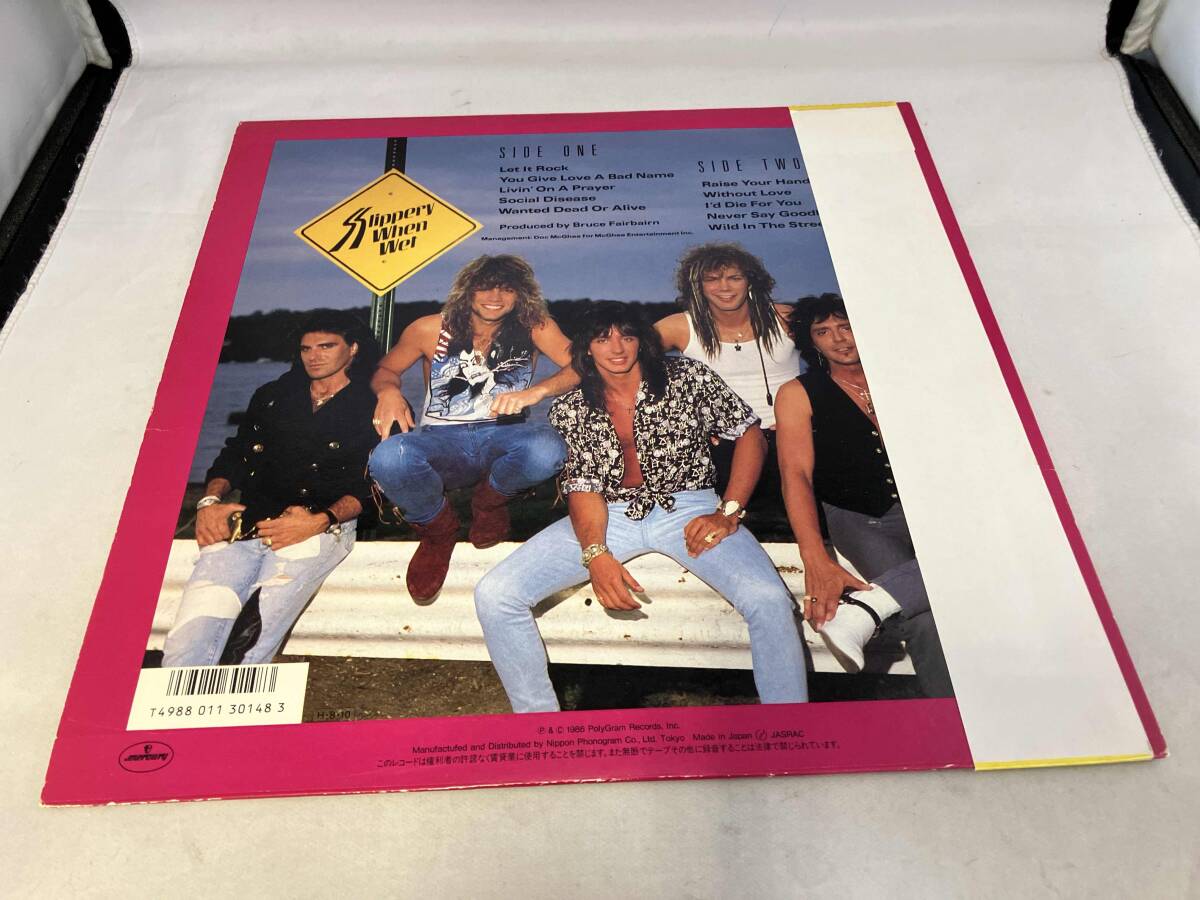 SIDE ONE
Let It Rock
You Give Love A Bad Name
Livin' On A Prayer
Social Disease
Wanted Dead Or Alive
Produced by Bruce Fairbairn
Management: Doc McGhee for McGhee Entertainment Inc.
SIDE TWO
Raise Your Hand
Without Love
I'd Die For You
Never Say Good
Wild In The Stre
Slippery
When
Wet
T4988 011 30148 3
H·8·10
℗ & © 1986 PolyGram Records, Inc.
Manufactufed and Distributed by Nippon Phonogram Co., Ltd. Tokyo Made in Japan JASRAC
このレコードは権利者の許諾なく賃貸業に使用することを禁じます。また無断でテープその他に録音することは法律で禁じられています。
mercury